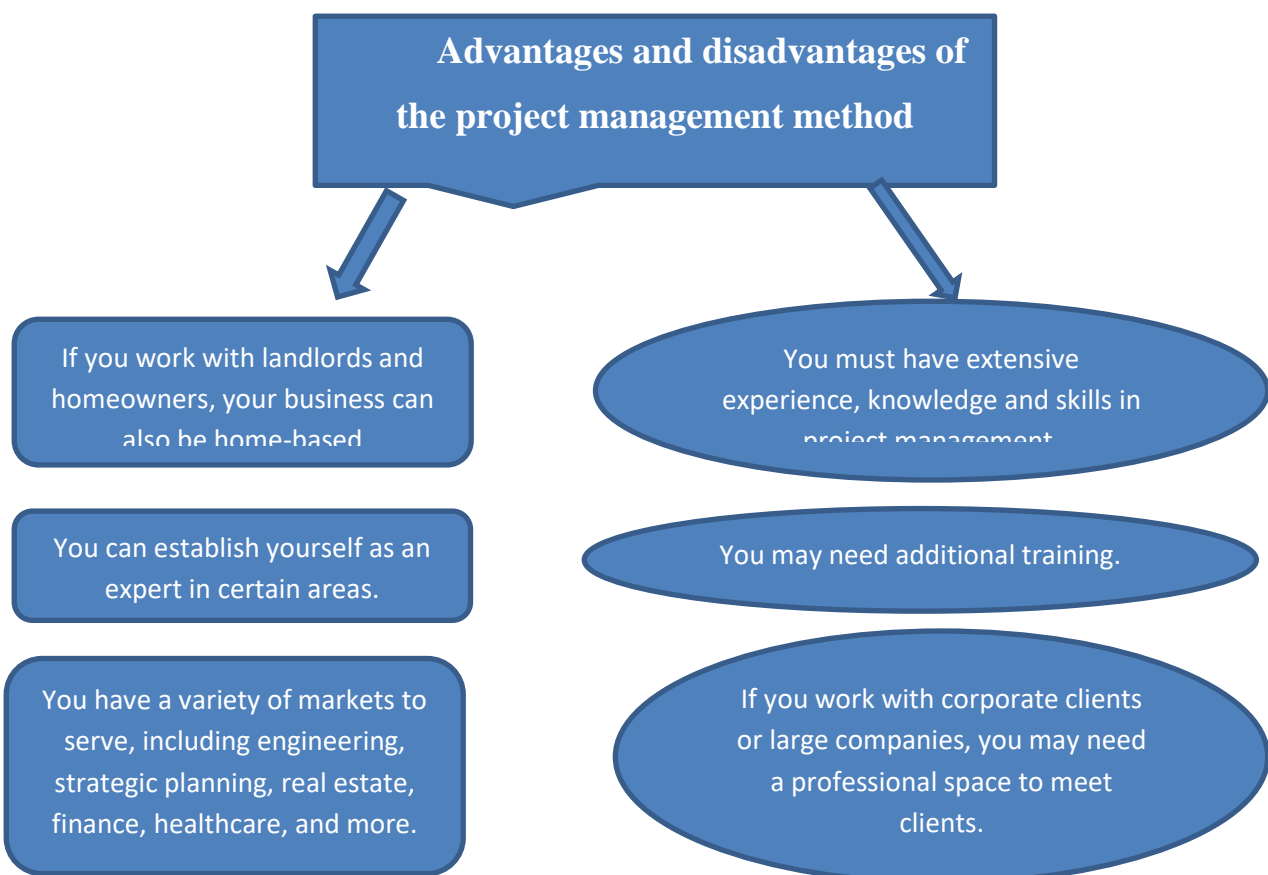 Advantages and disadvantages of
the project management method
If you work with landlords and
homeowners, your business can
also be home-based
You can establish yourself as an
expert in certain areas.
You have a variety of markets to
serve, including engineering,
strategic planning, real estate,
finance, healthcare, and more.
You must have extensive
experience, knowledge and skills in
project management
You may need additional training.
If you work with corporate clients
or large companies, you may need
a professional space to meet
clients.